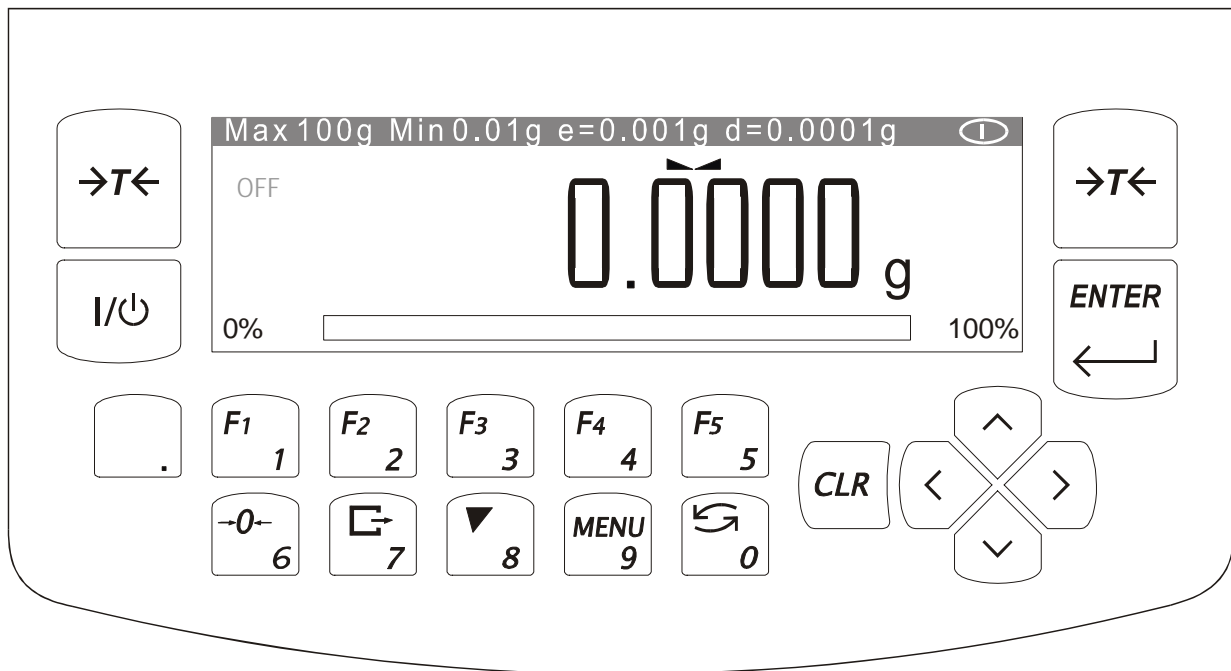 Max 100g Min 0.01g e=0.001g d=0.0001g
→T←
→T←
OFF
0.0000 g
I/⏻
ENTER
0% 100%
.
F1 1
F2 2
F3 3
F4 4
F5 5
CLR
→0← 6
7
8
MENU 9
0